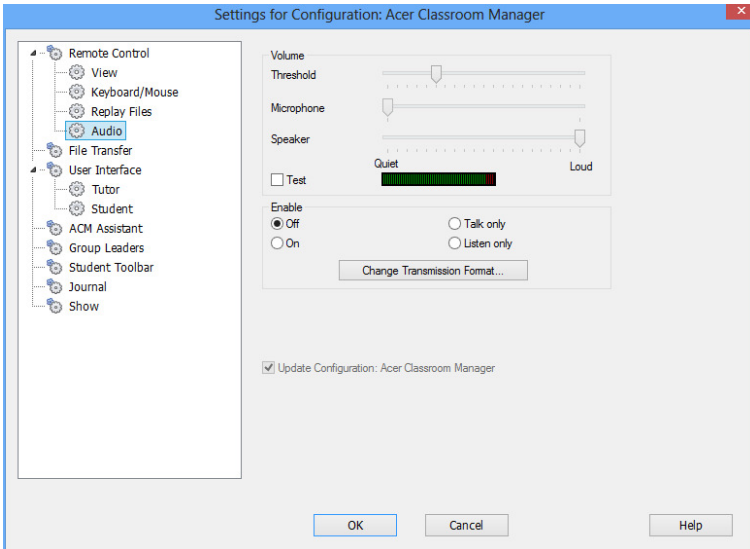 Settings for Configuration: Acer Classroom Manager
Remote Control
View
Keyboard/Mouse
Replay Files
Audio
File Transfer
User Interface
Tutor
Student
ACM Assistant
Group Leaders
Student Toolbar
Journal
Show
Volume
Threshold
Microphone
Speaker
Quiet Loud
Test
Enable
Off Talk only
On Listen only
Change Transmission Format...
Update Configuration: Acer Classroom Manager
OK Cancel Help